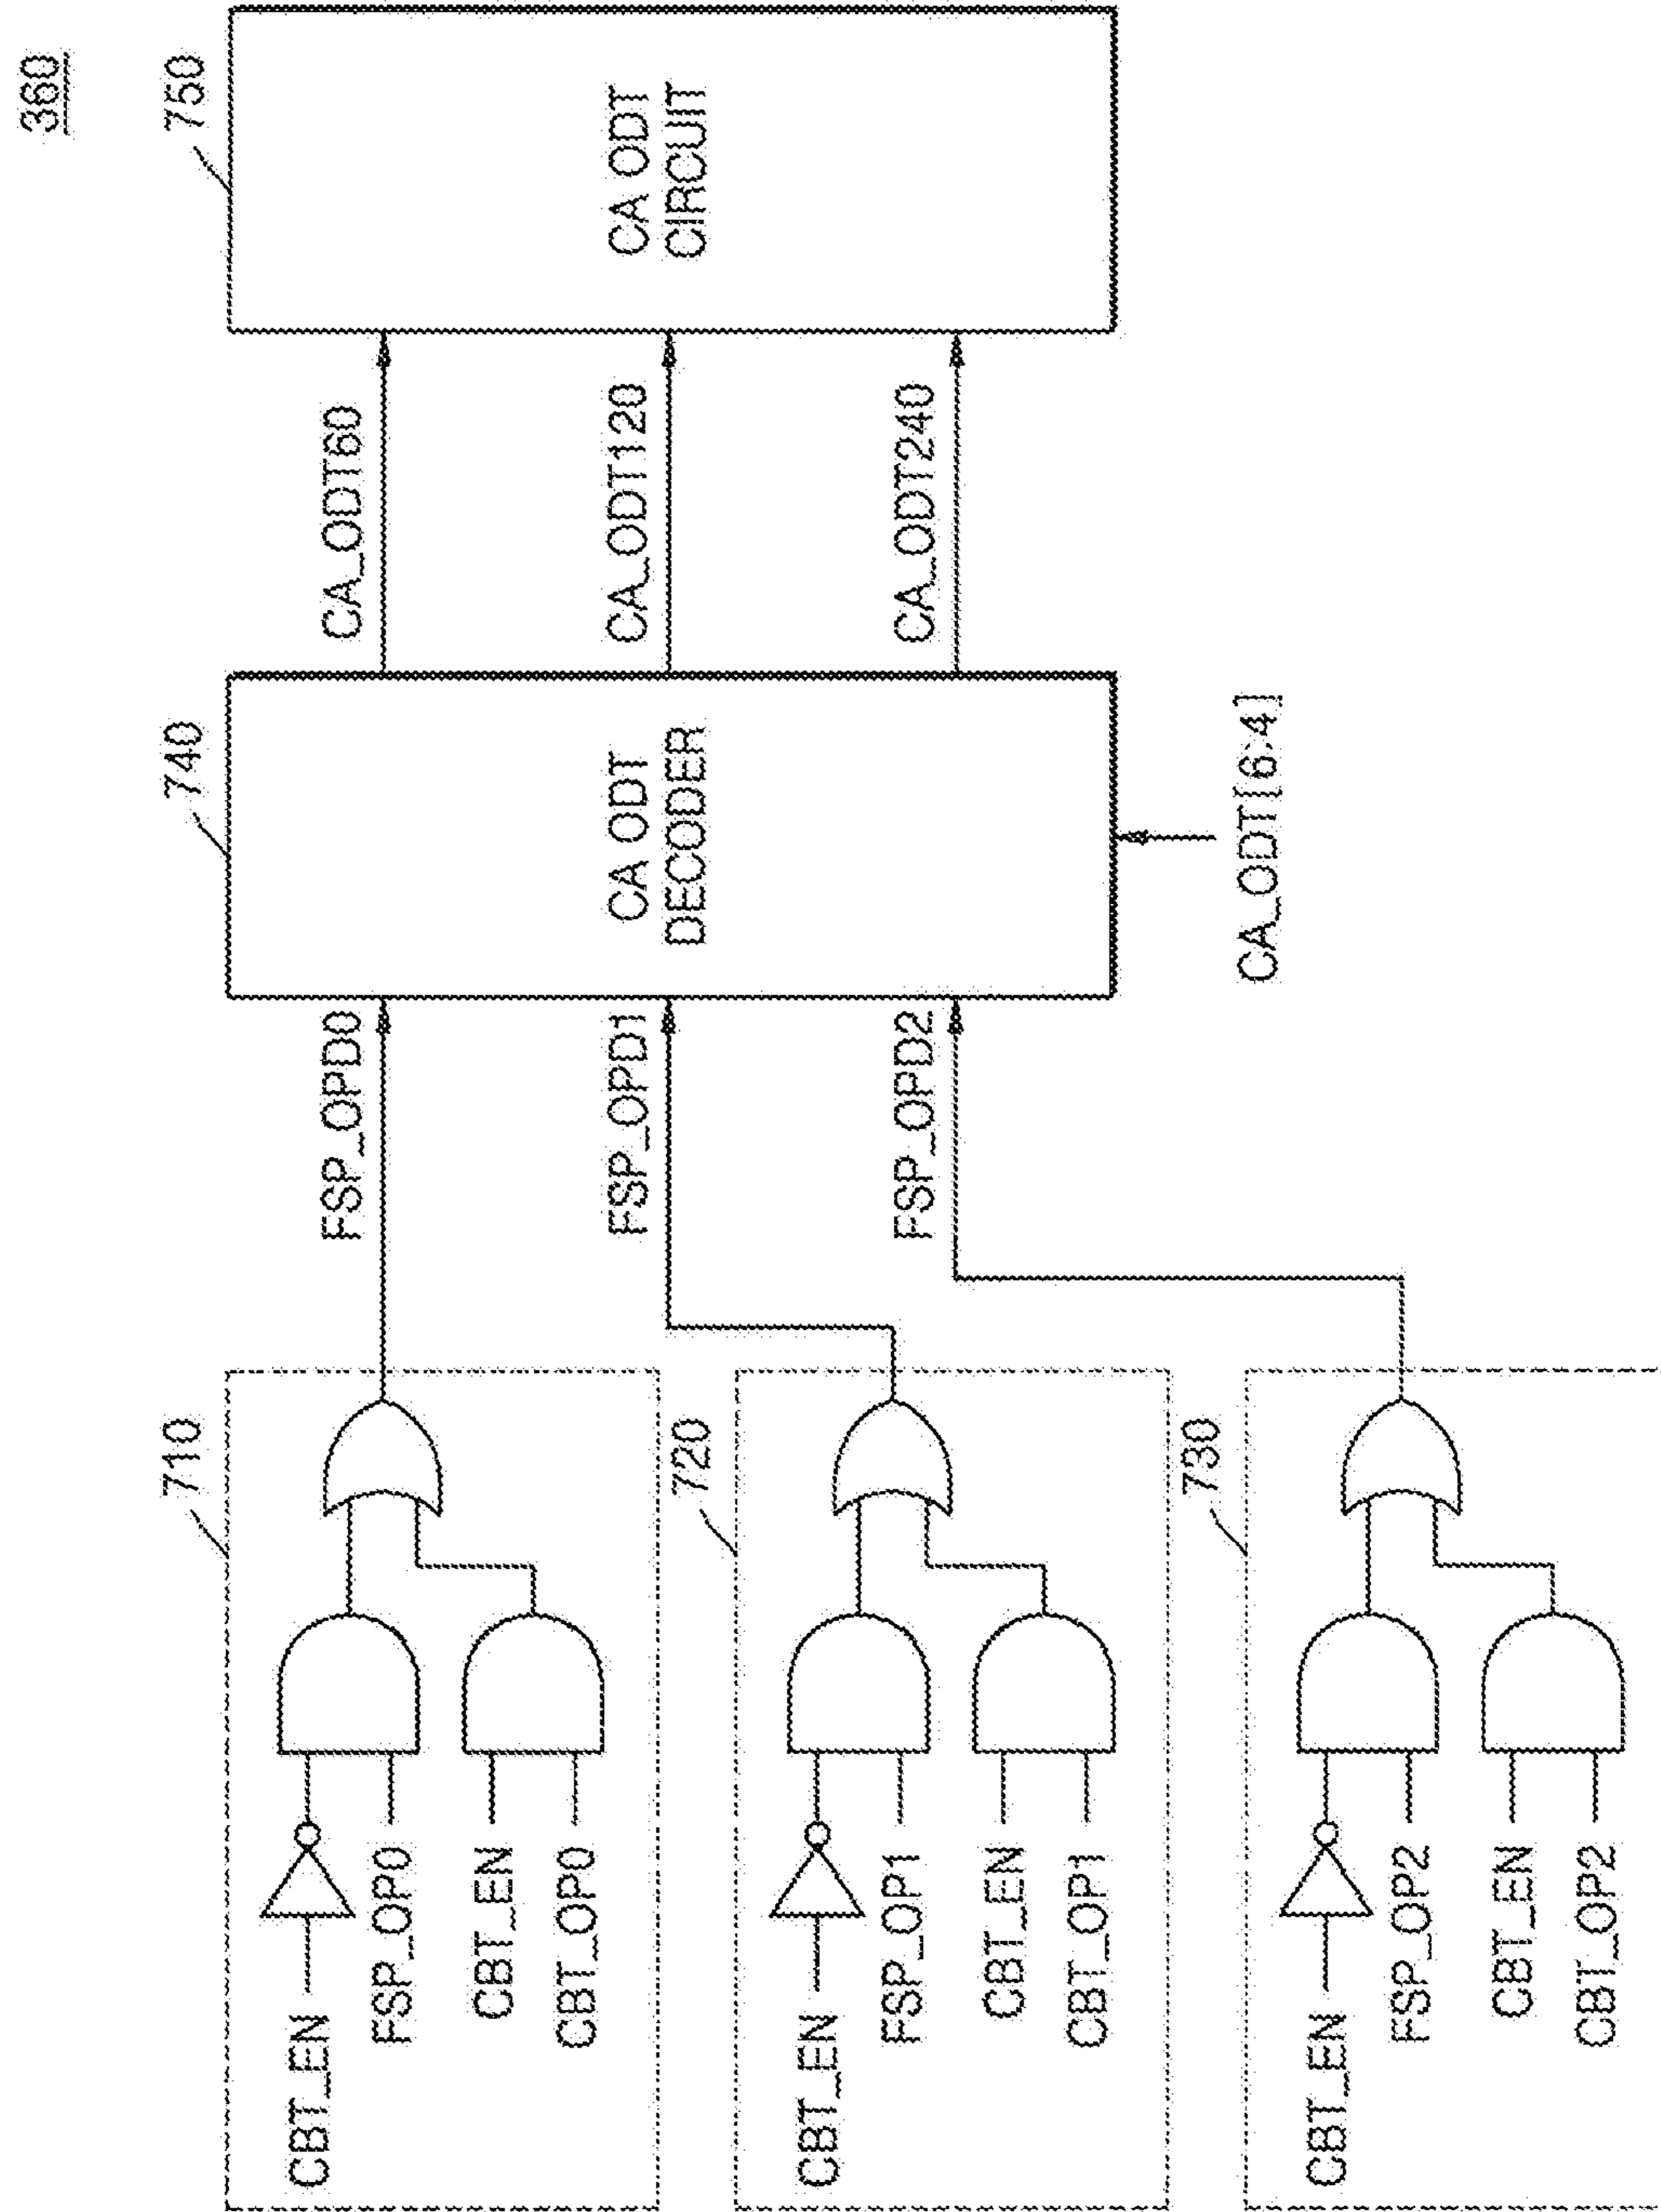 360
710
CBT_EN
FSP_OP0
CBT_EN
CBT_OP0
720
CBT_EN
FSP_OP1
CBT_EN
CBT_OP1
730
CBT_EN
FSP_OP2
CBT_EN
CBT_OP2
FSP_OPD0
FSP_OPD1
FSP_OPD2
740
CA ODT
DECODER
CA_ODT[6:4]
CA_ODT60
CA_ODT120
CA_ODT240
750
CA ODT
CIRCUIT